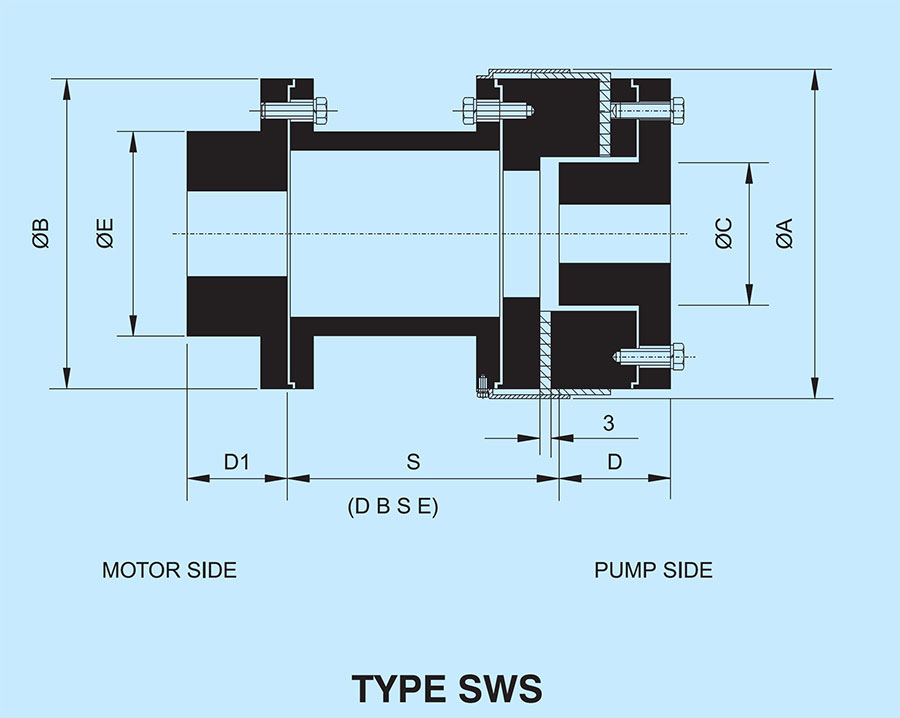 ØB
ØE
ØC
ØA
3
D1
S
D
(D B S E)
MOTOR SIDE
PUMP SIDE
TYPE SWS